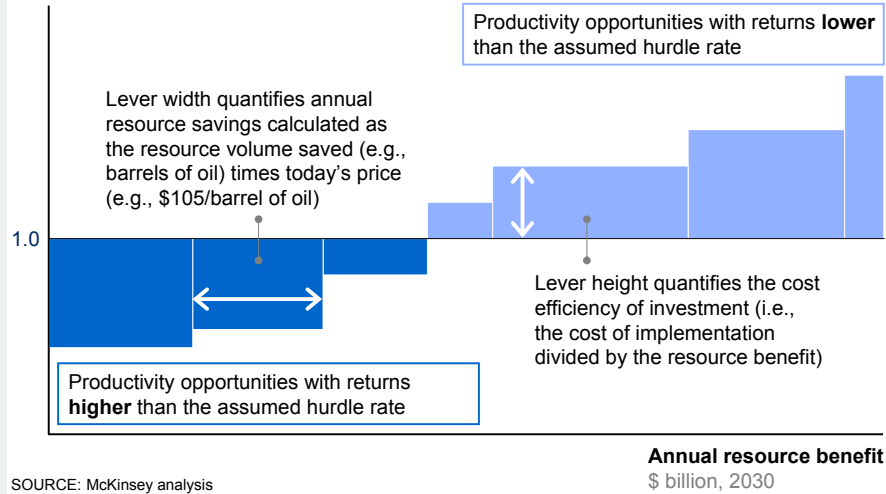 Productivity opportunities with returns lower
than the assumed hurdle rate
Lever width quantifies annual
resource savings calculated as
the resource volume saved (e.g.,
barrels of oil) times today's price
(e.g., $105/barrel of oil)
1.0
Lever height quantifies the cost
efficiency of investment (i.e.,
the cost of implementation
divided by the resource benefit)
Productivity opportunities with returns
higher than the assumed hurdle rate
Annual resource benefit
$ billion, 2030
SOURCE: McKinsey analysis